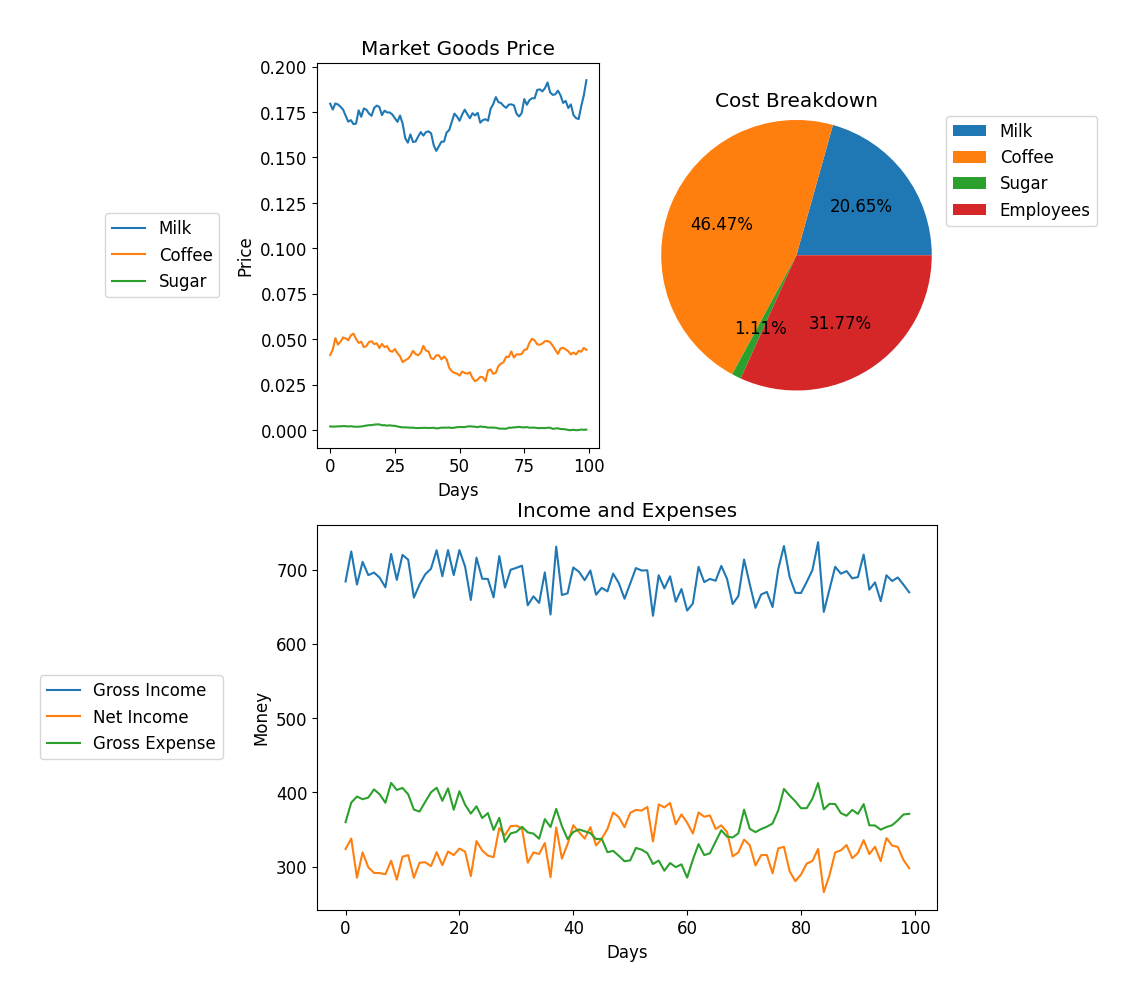 Market Goods Price
0.200
0.175
0.150
0.125
0.100
0.075
0.050
0.025
0.000
Price
0
25
50
75
100
Days
Milk
Coffee
Sugar
Cost Breakdown
20.65%
46.47%
1.11%
31.77%
Milk
Coffee
Sugar
Employees
Income and Expenses
700
600
500
400
300
Money
0
20
40
60
80
100
Days
Gross Income
Net Income
Gross Expense